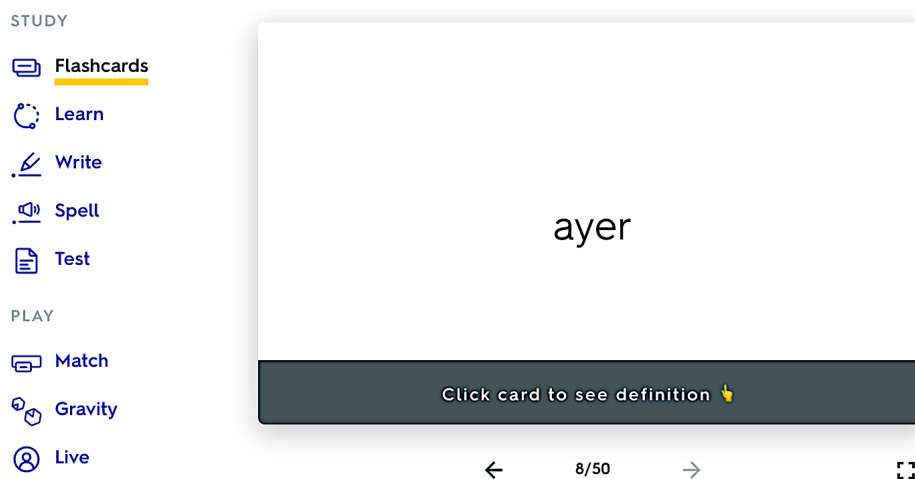 STUDY
Flashcards
Learn
Write
Spell
Test
PLAY
Match
Gravity
Live
ayer
Click card to see definition 👆
8/50